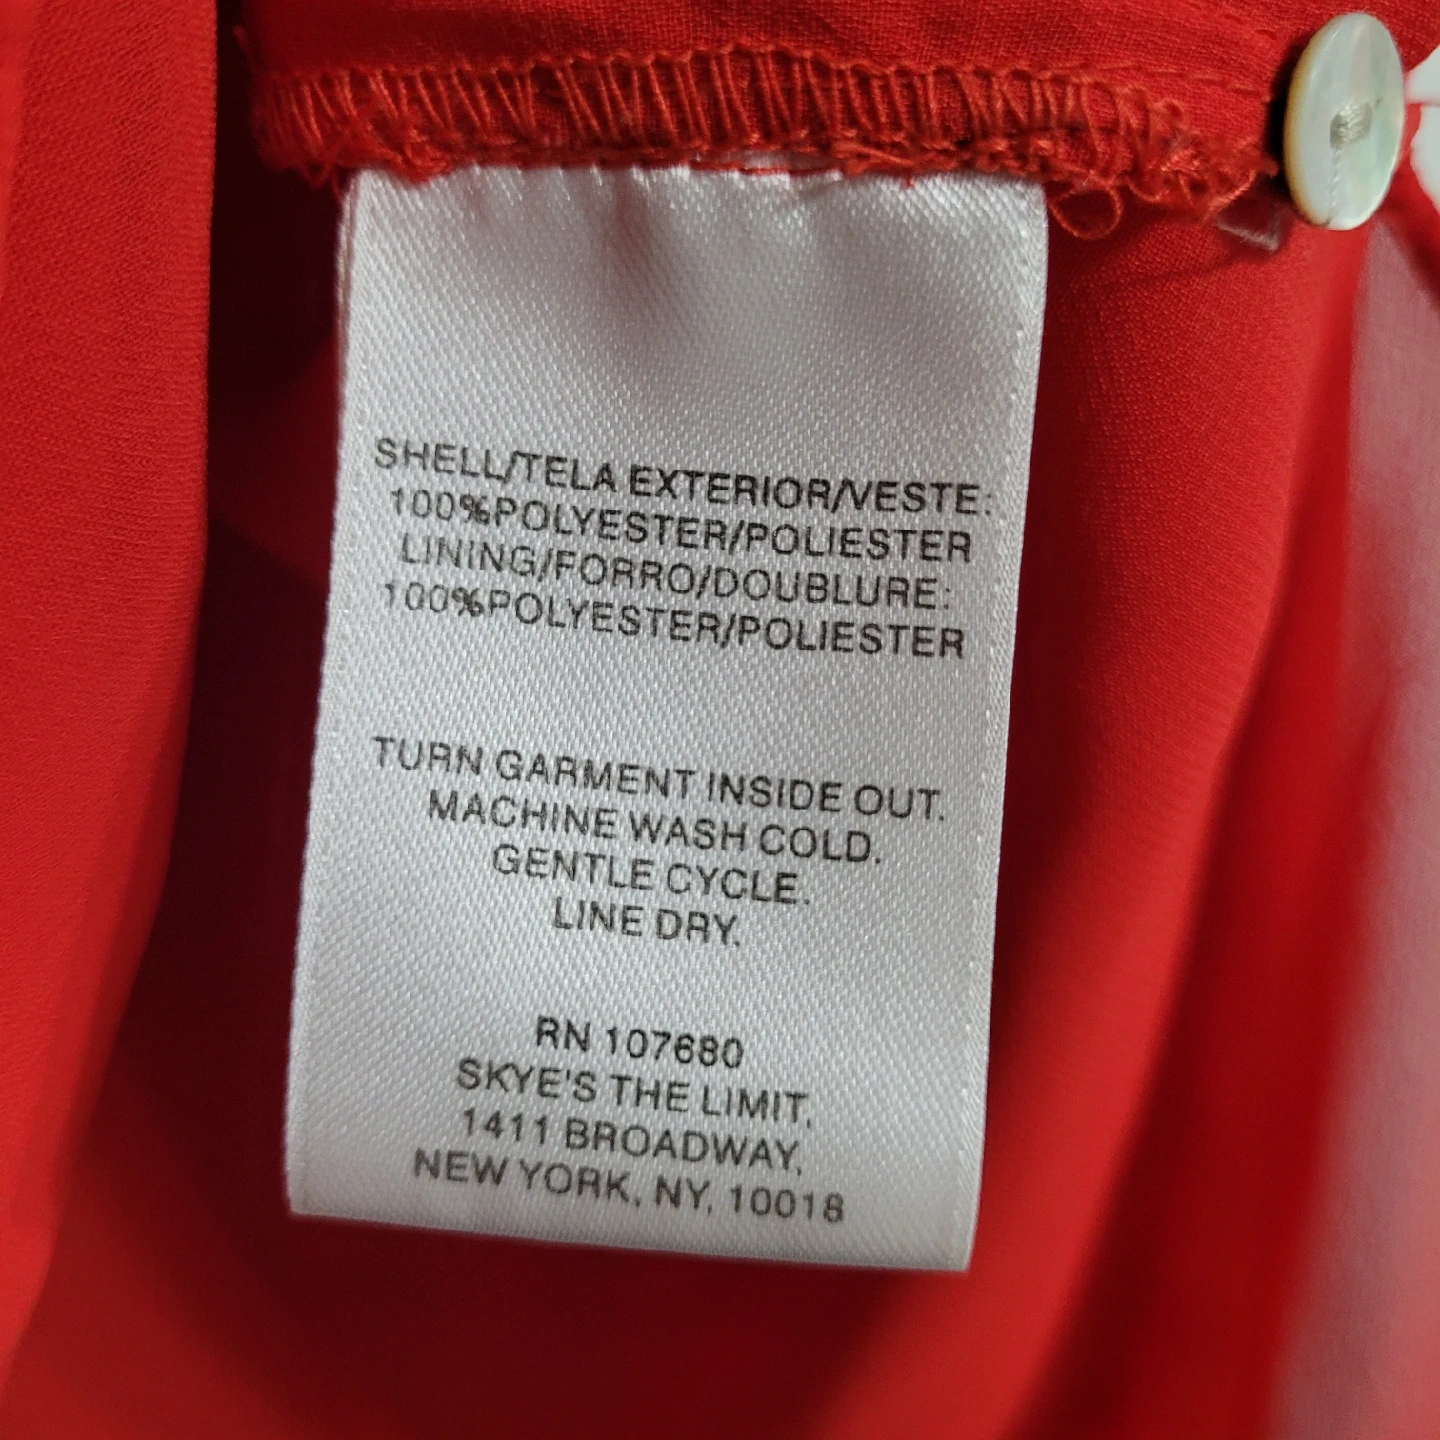 SHELL/TELA EXTERIOR/VESTE:
100%POLYESTER/POLIESTER
LINING/FORRO/DOUBLURE:
100%POLYESTER/POLIESTER
TURN GARMENT INSIDE OUT.
MACHINE WASH COLD.
GENTLE CYCLE.
LINE DRY.
RN 107680
SKYE'S THE LIMIT,
1411 BROADWAY,
NEW YORK, NY, 10018